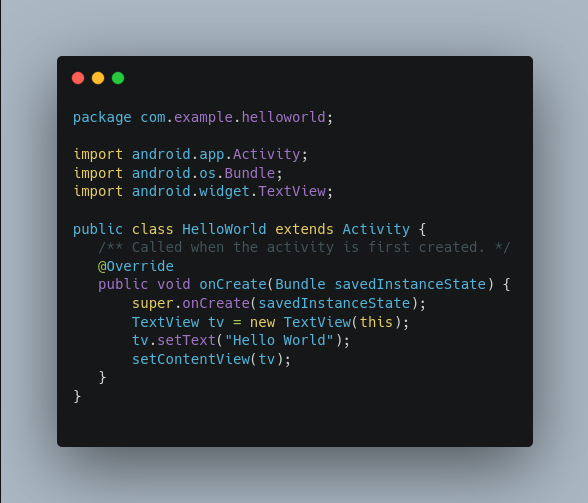 package com.example.helloworld;
import android.app.Activity;
import android.os.Bundle;
import android.widget.TextView;
public class HelloWorld extends Activity {
/** Called when the activity is first created. */
@Override
public void onCreate(Bundle savedInstanceState) {
super.onCreate(savedInstanceState);
TextView tv = new TextView(this);
tv.setText("Hello World");
setContentView(tv);
}
}